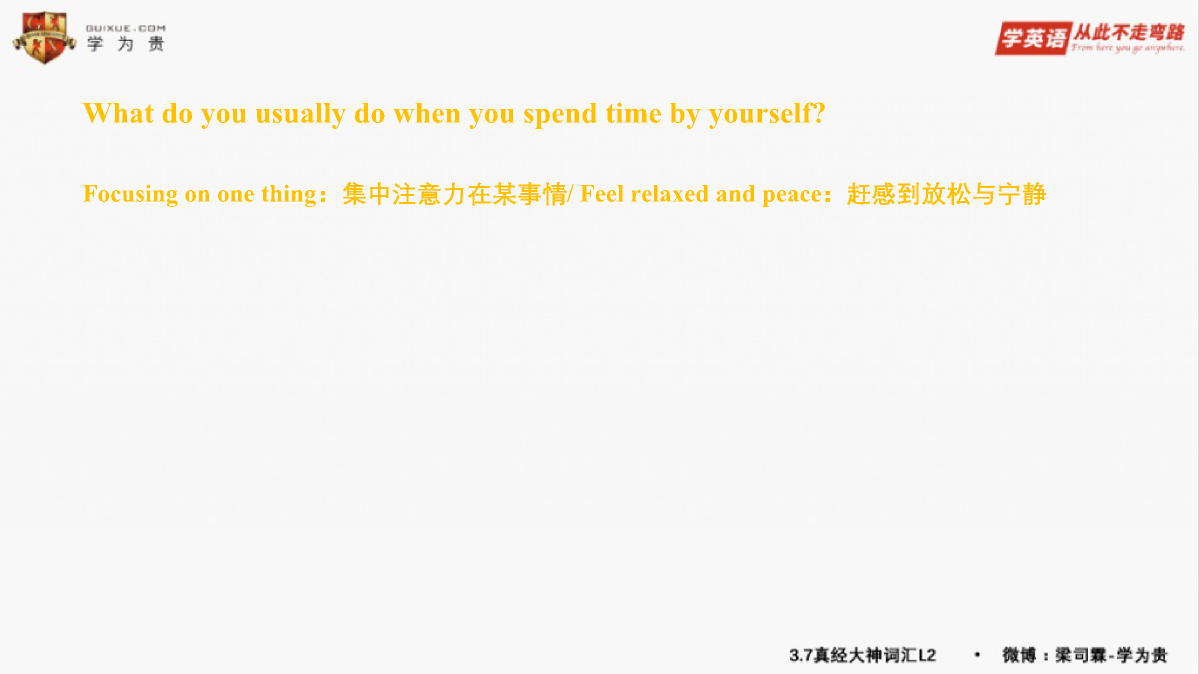 GUIXUE.COM
学为贵
学英语 从此不走弯路
From here you go anywhere.
What do you usually do when you spend time by yourself?
Focusing on one thing：集中注意力在某事情/ Feel relaxed and peace：赶感到放松与宁静
3.7真经大神词汇L2 • 微博：梁司霖-学为贵